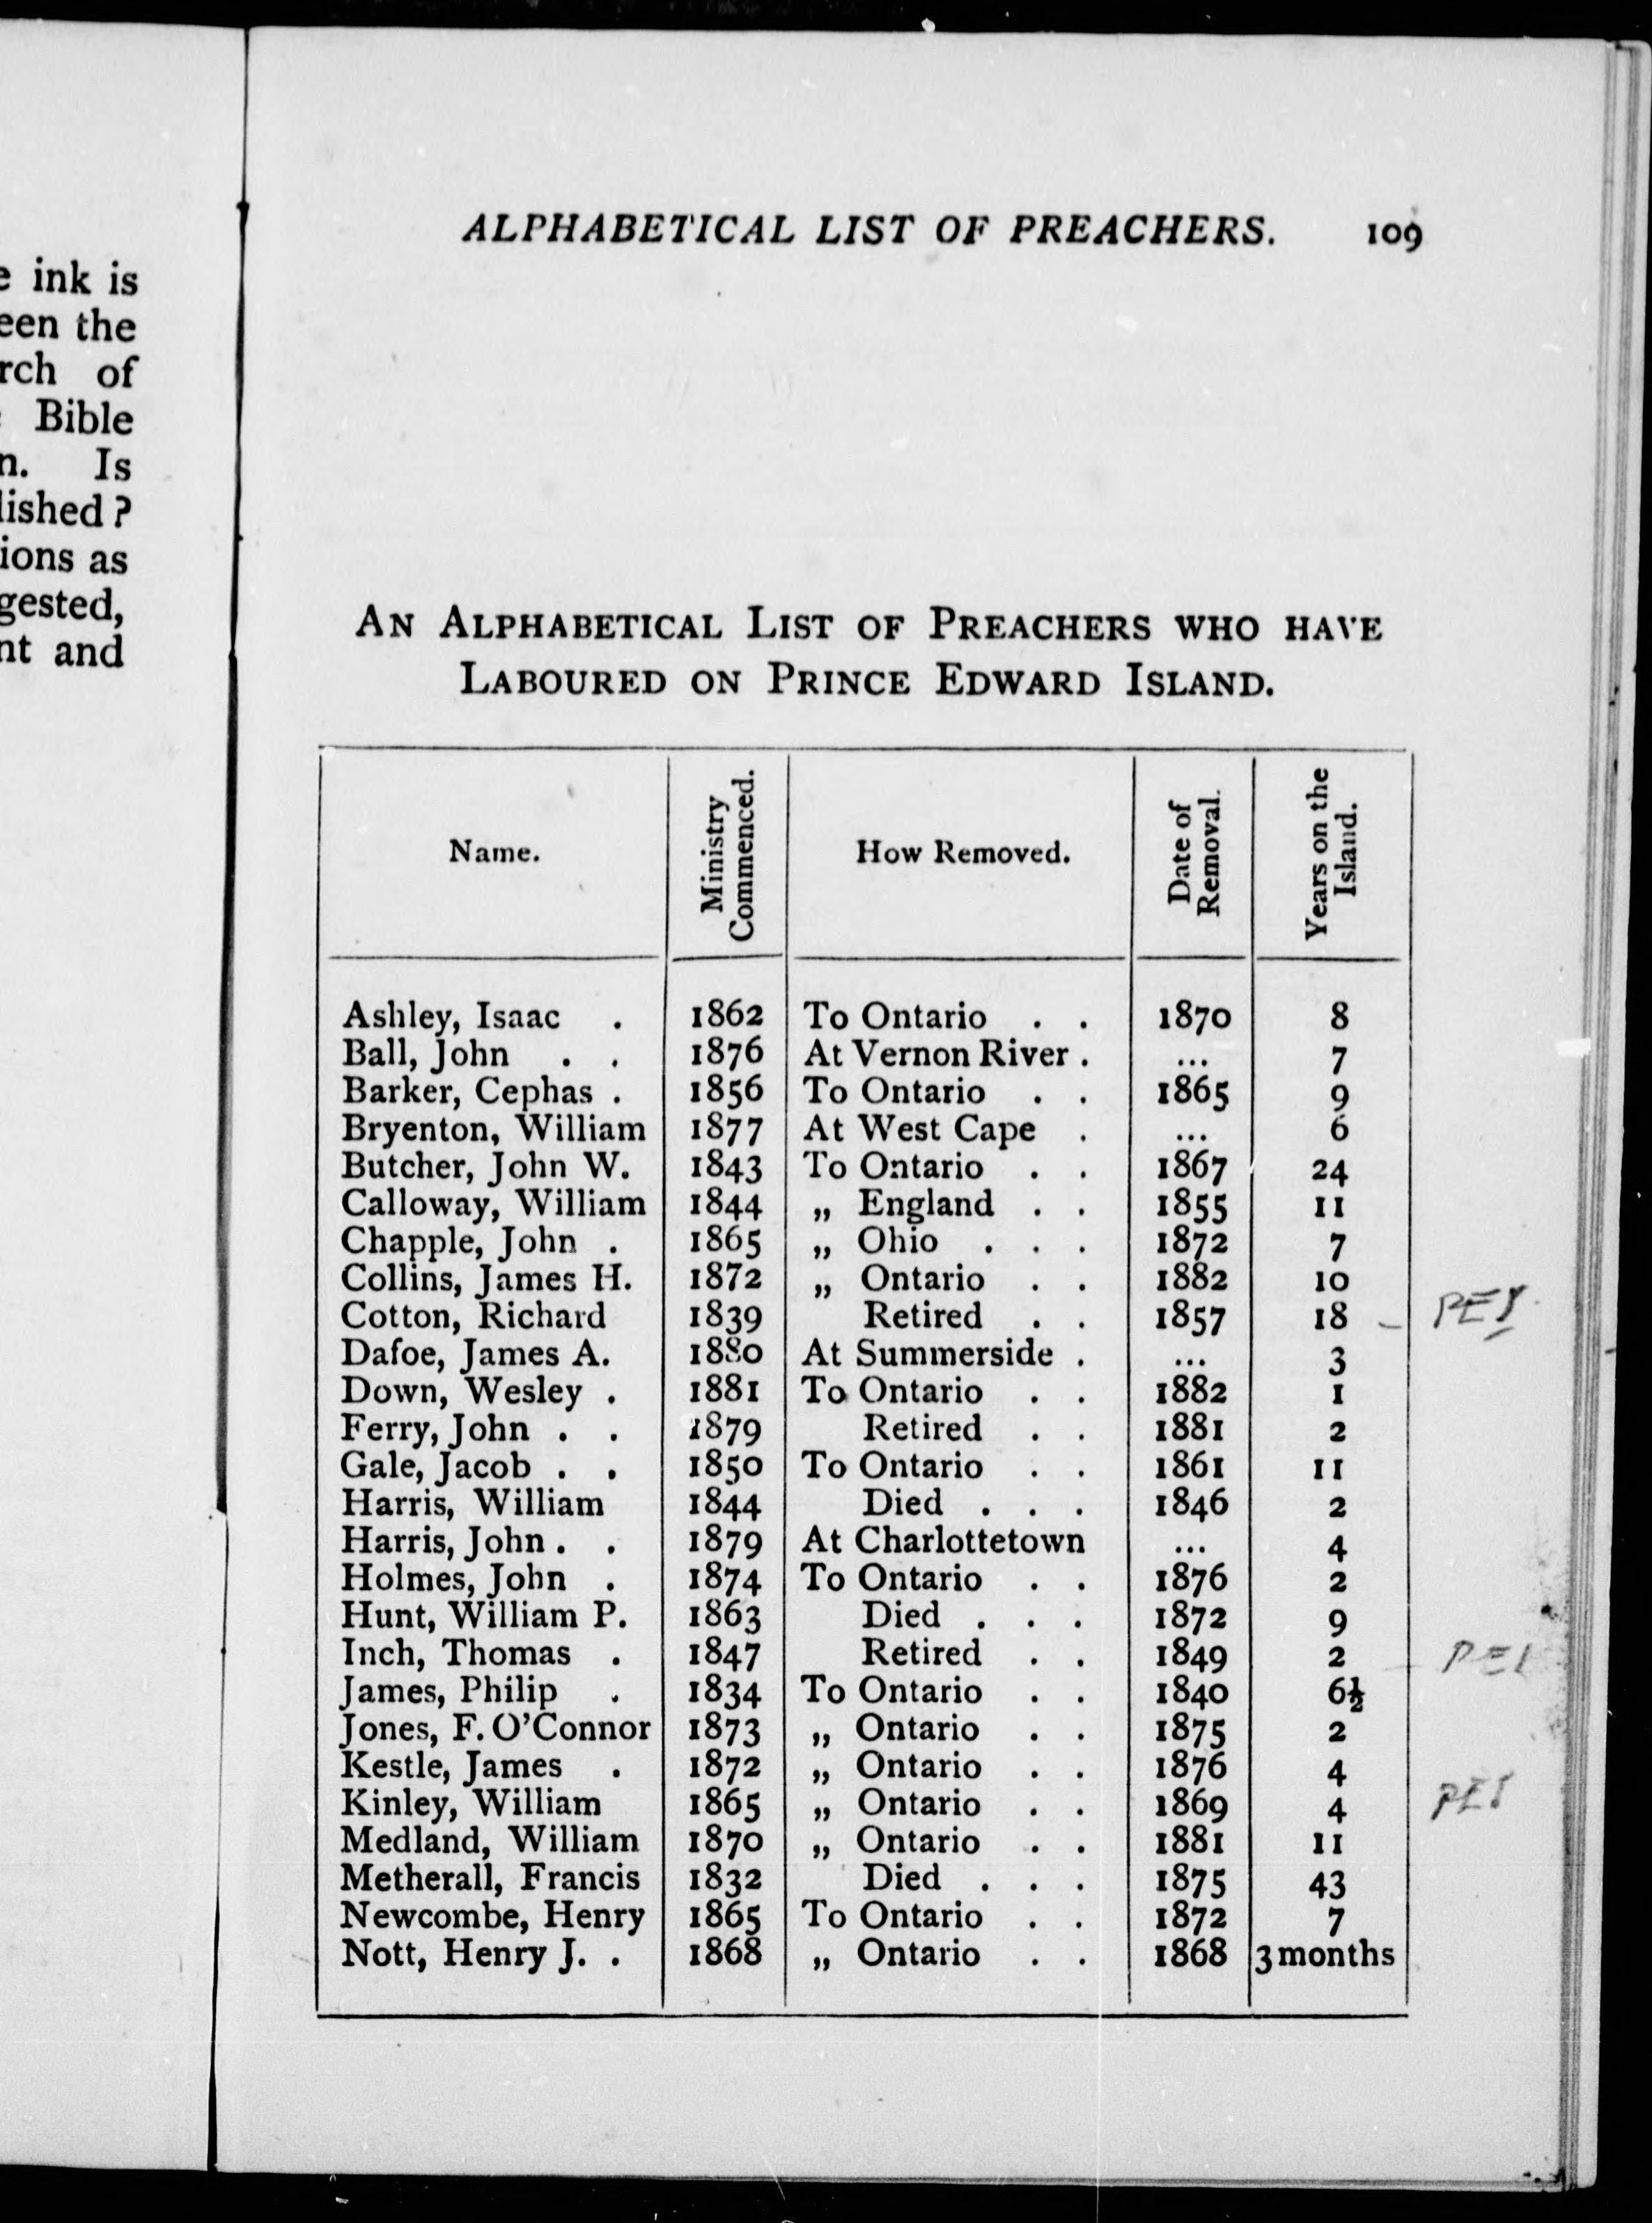 e ink is
een the
rch of
Bible
n. Is
lished?
ions as
gested,
nt and
ALPHABETICAL LIST OF PREACHERS. 109
AN ALPHABETICAL LIST OF PREACHERS WHO HAVE
LABOURED ON PRINCE EDWARD ISLAND.
Name. Ministry Commenced. How Removed. Date of Removal. Years on the Island.
Ashley, Isaac . 1862 To Ontario . . 1870 8
Ball, John . . 1876 At Vernon River . ... 7
Barker, Cephas . 1856 To Ontario . . 1865 9
Bryenton, William 1877 At West Cape . ... 6
Butcher, John W. 1843 To Ontario . . 1867 24
Calloway, William 1844 „ England . . 1855 11
Chapple, John . 1865 „ Ohio . . . 1872 7
Collins, James H. 1872 „ Ontario . . 1882 10
Cotton, Richard 1839 Retired . . 1857 18 – PEI
Dafoe, James A. 1880 At Summerside . ... 3
Down, Wesley . 1881 To Ontario . . 1882 1
Ferry, John . . 1879 Retired . . 1881 2
Gale, Jacob . . 1850 To Ontario . . 1861 11
Harris, William 1844 Died . . . 1846 2
Harris, John . . 1879 At Charlottetown ... 4
Holmes, John . 1874 To Ontario . . 1876 2
Hunt, William P. 1863 Died . . . 1872 9
Inch, Thomas . 1847 Retired . . 1849 2 PEI
James, Philip . 1834 To Ontario . . 1840 6½
Jones, F. O'Connor 1873 „ Ontario . . 1875 2
Kestle, James . 1872 „ Ontario . . 1876 4
Kinley, William 1865 „ Ontario . . 1869 4 PEI
Medland, William 1870 „ Ontario . . 1881 11
Metherall, Francis 1832 Died . . . 1875 43
Newcombe, Henry 1865 To Ontario . . 1872 7
Nott, Henry J. . 1868 „ Ontario . . 1868 3 months